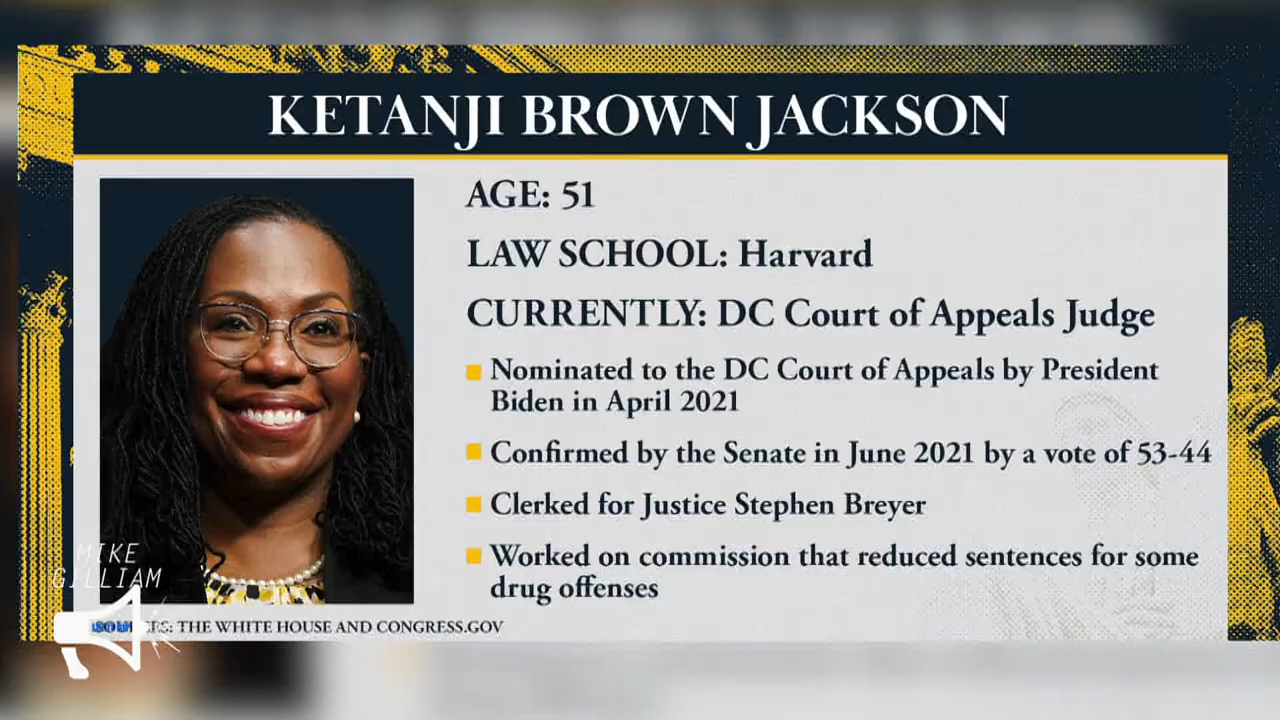 KETANJI BROWN JACKSON
AGE: 51
LAW SCHOOL: Harvard
CURRENTLY: DC Court of Appeals Judge
Nominated to the DC Court of Appeals by President
Biden in April 2021
Confirmed by the Senate in June 2021 by a vote of 53-44
Clerked for Justice Stephen Breyer
Worked on commission that reduced sentences for some
drug offenses
MIKE
GILLIAM
THE WHITE HOUSE AND CONGRESS.GOV